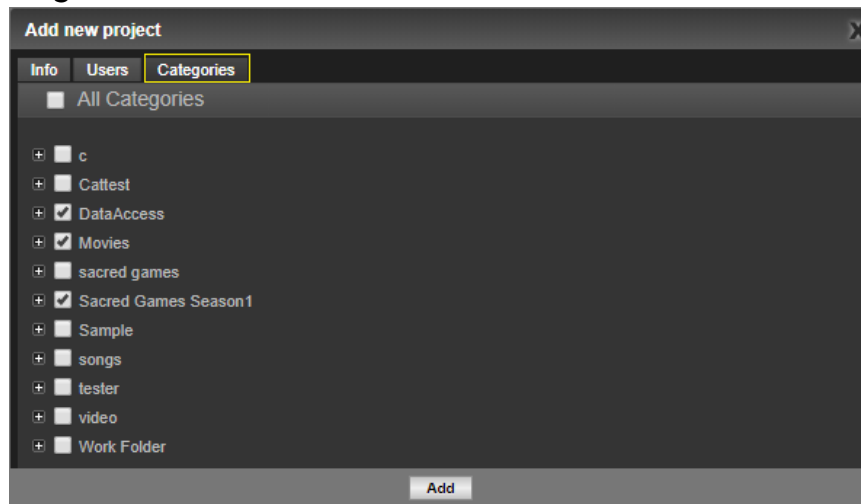 Add new project
X
Info Users Categories
All Categories
c
Cattest
DataAccess
Movies
sacred games
Sacred Games Season1
Sample
songs
tester
video
Work Folder
Add